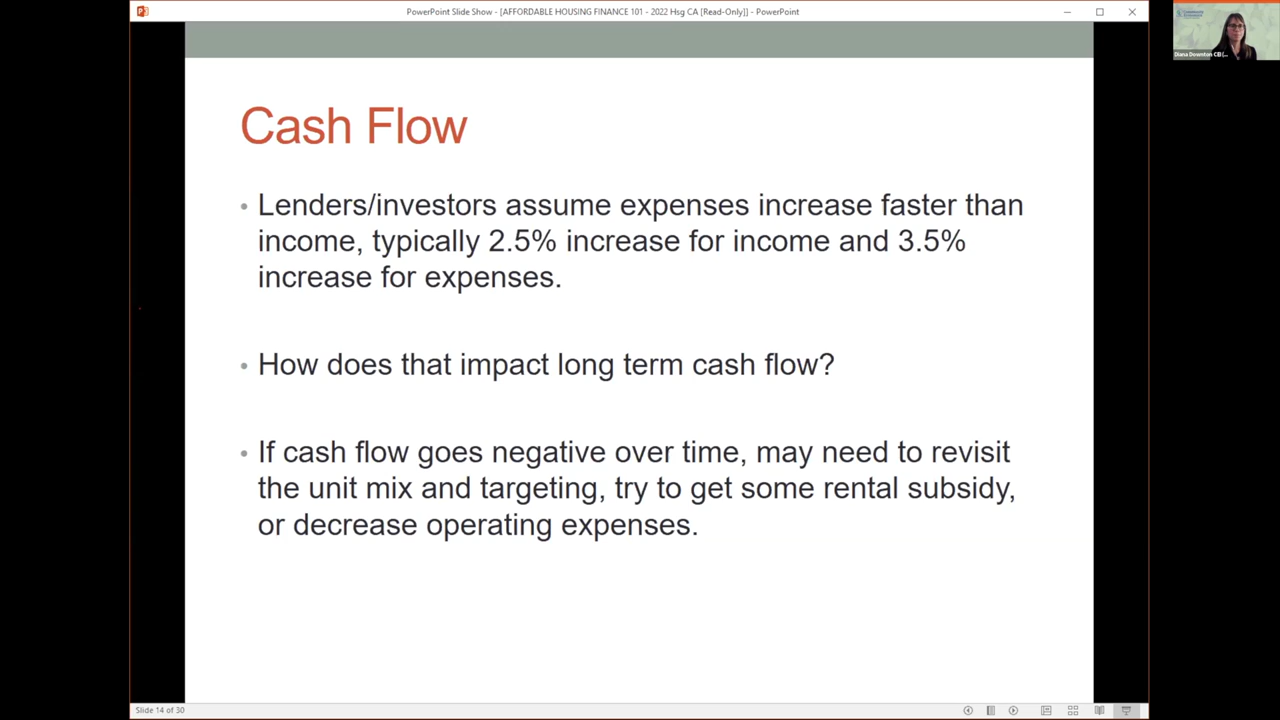 PowerPoint Slide Show - [AFFORDABLE HOUSING FINANCE 101 - 2022 Hsg CA [Read-Only]] - PowerPoint
Cash Flow
• Lenders/investors assume expenses increase faster than
income, typically 2.5% increase for income and 3.5%
increase for expenses.
• How does that impact long term cash flow?
• If cash flow goes negative over time, may need to revisit
the unit mix and targeting, try to get some rental subsidy,
or decrease operating expenses.
Slide 14 of 30
Diana Downton CEI (...